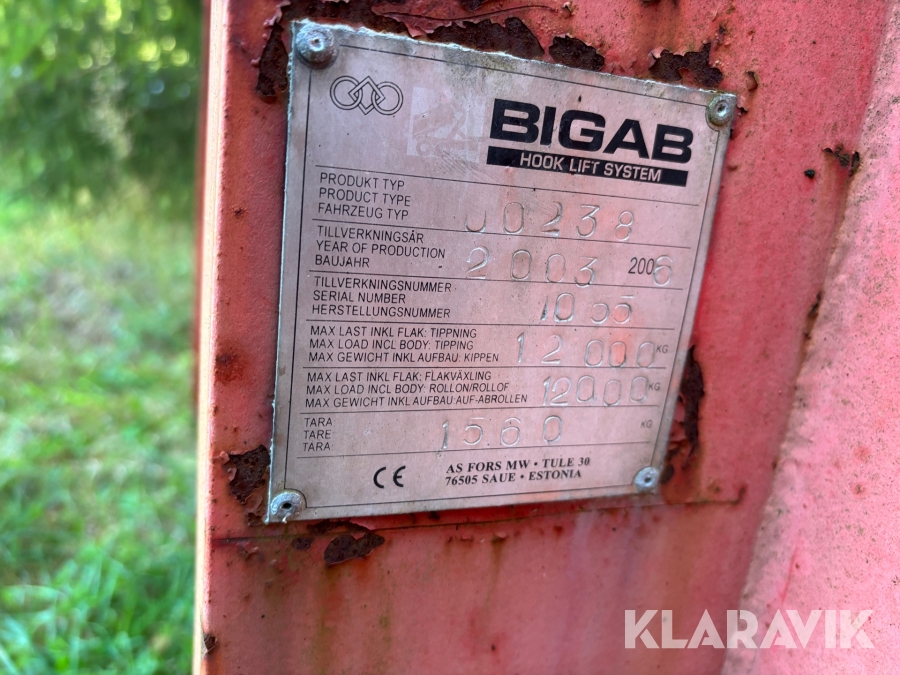 BIGAB
HOOK LIFT SYSTEM
PRODUKT TYP
PRODUCT TYPE
FAHRZEUG TYP
00238
TILLVERKNINGSÅR
YEAR OF PRODUCTION
BAUJAHR
2003 2006
TILLVERKNINGSNUMMER
SERIAL NUMBER
HERSTELLUNGSNUMMER
1055
MAX LAST INKL FLAK: TIPPNING
MAX LOAD INCL BODY: TIPPING
MAX GEWICHT INKL AUFBAU: KIPPEN
12000 KG
MAX LAST INKL FLAK: FLAKVÄXLING
MAX LOAD INCL BODY: ROLLON/ROLLOF
MAX GEWICHT INKL AUFBAU: AUF-ABROLLEN
12000 KG
TARA
TARE
TARA:
1560 KG
CE
AS FORS MW • TULE 30
76505 SAUE • ESTONIA
KLARAVIK